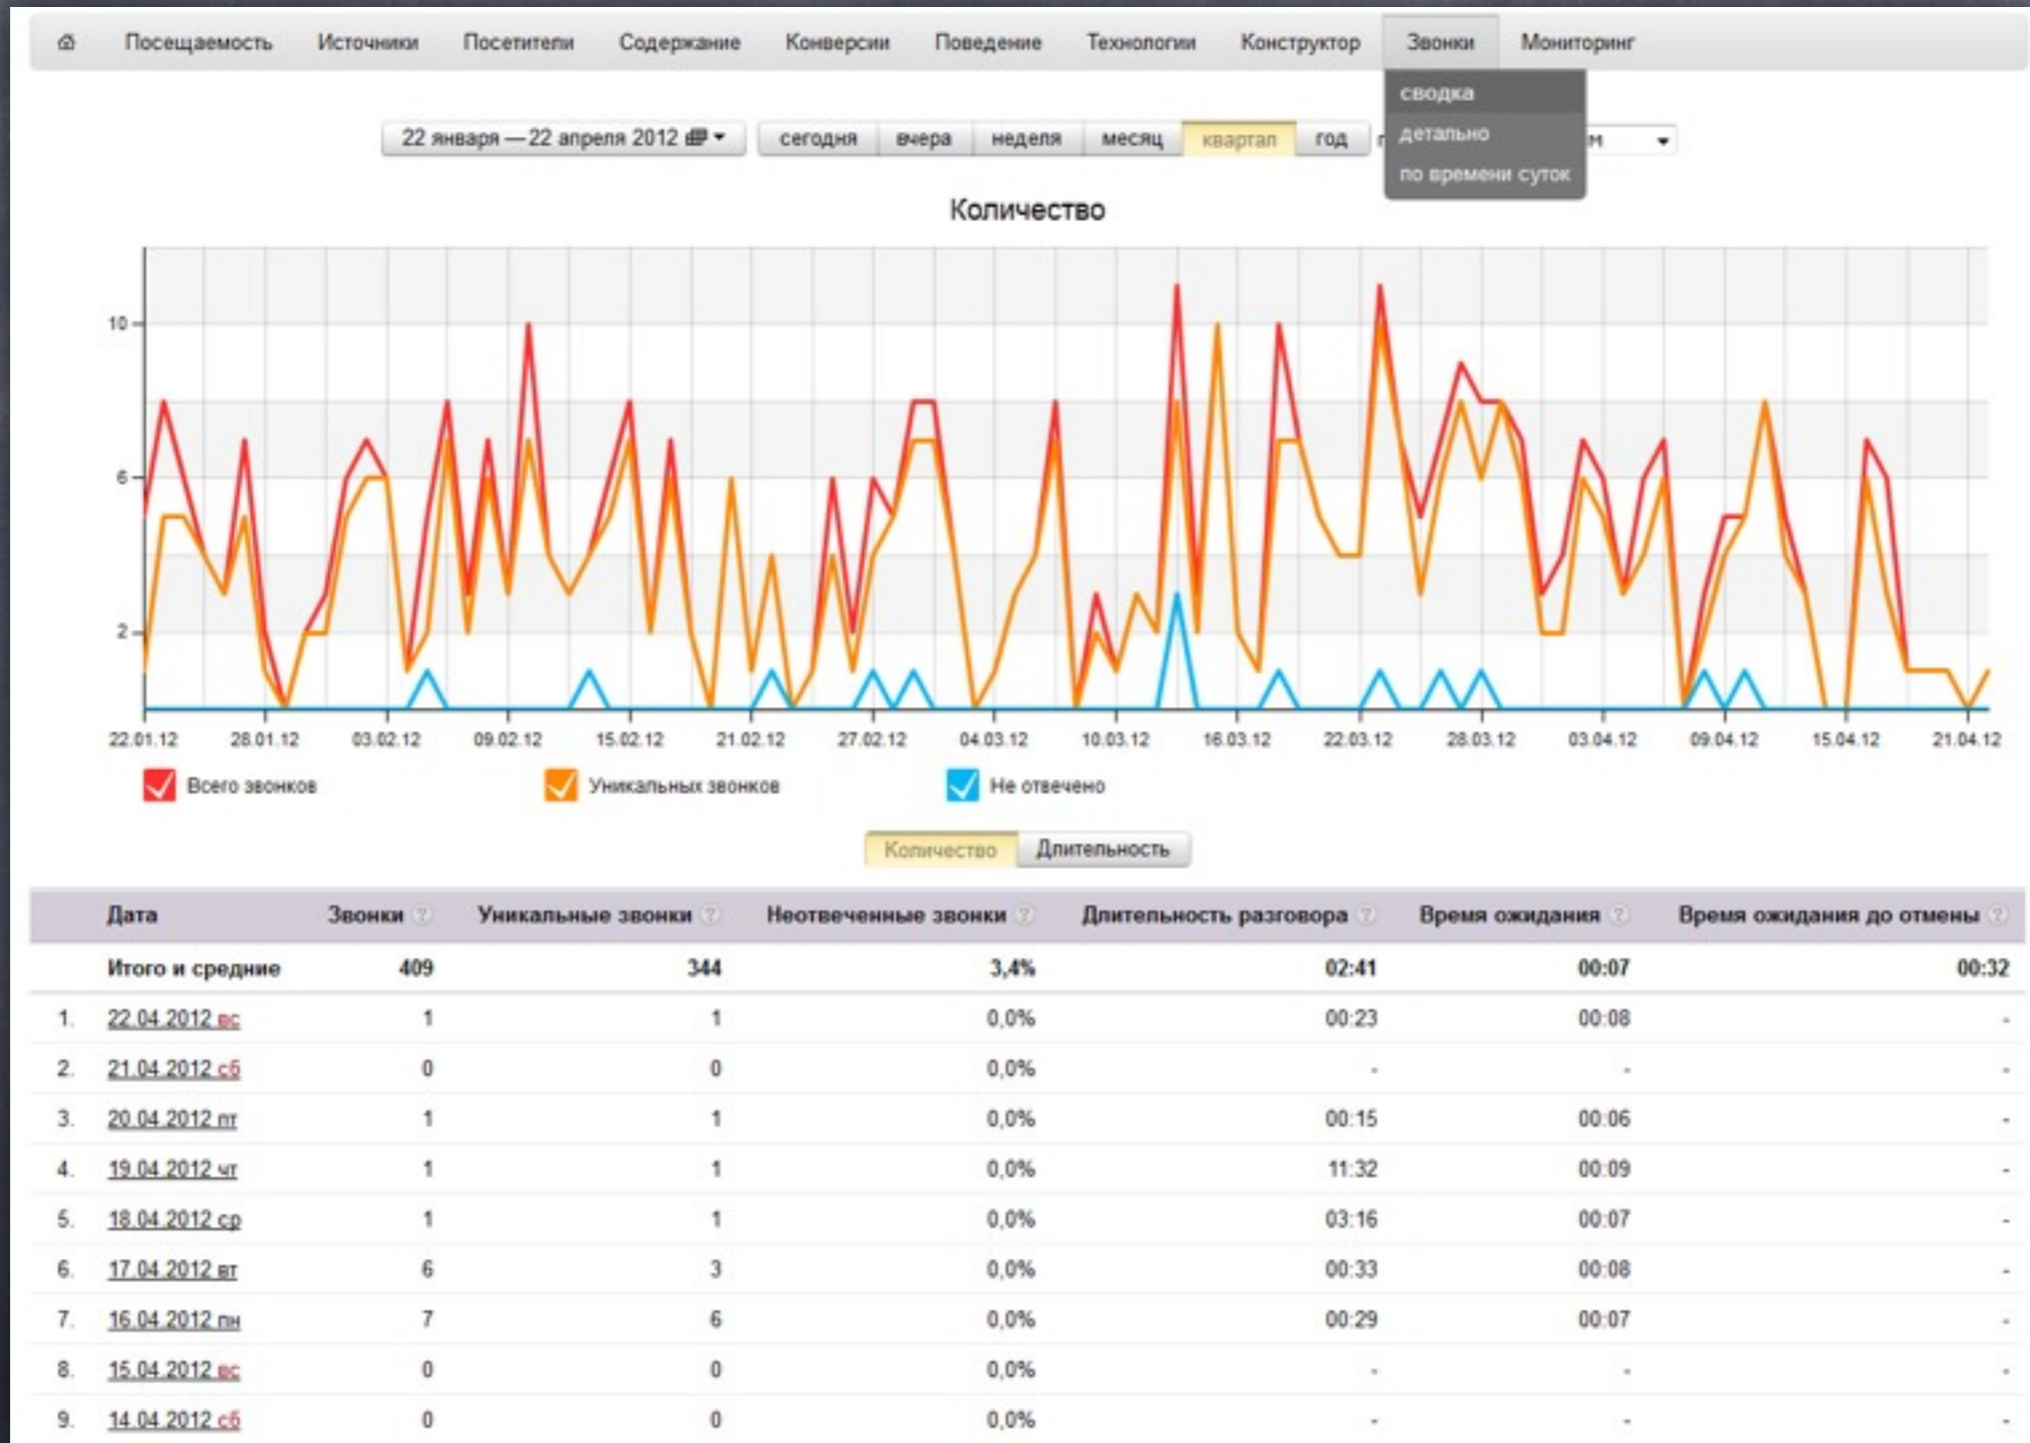 Посещаемость Источники Посетители Содержание Конверсии Поведение Технологии Конструктор Звонки Мониторинг
сводка
детально
по времени суток
22 января — 22 апреля 2012 сегодня вчера неделя месяц квартал год
Количество
10
6
2
22.01.12 28.01.12 03.02.12 09.02.12 15.02.12 21.02.12 27.02.12 04.03.12 10.03.12 16.03.12 22.03.12 28.03.12 03.04.12 09.04.12 15.04.12 21.04.12
Всего звонков Уникальных звонков Не отвечено
Количество Длительность
Дата Звонки ? Уникальные звонки ? Неотвеченные звонки ? Длительность разговора ? Время ожидания ? Время ожидания до отмены ?
Итого и средние 409 344 3,4% 02:41 00:07 00:32
1. 22.04.2012 вс 1 1 0,0% 00:23 00:08 -
2. 21.04.2012 сб 0 0 0,0% - - -
3. 20.04.2012 пт 1 1 0,0% 00:15 00:06 -
4. 19.04.2012 чт 1 1 0,0% 11:32 00:09 -
5. 18.04.2012 ср 1 1 0,0% 03:16 00:07 -
6. 17.04.2012 вт 6 3 0,0% 00:33 00:08 -
7. 16.04.2012 пн 7 6 0,0% 00:29 00:07 -
8. 15.04.2012 вс 0 0 0,0% - - -
9. 14.04.2012 сб 0 0 0,0% - - -